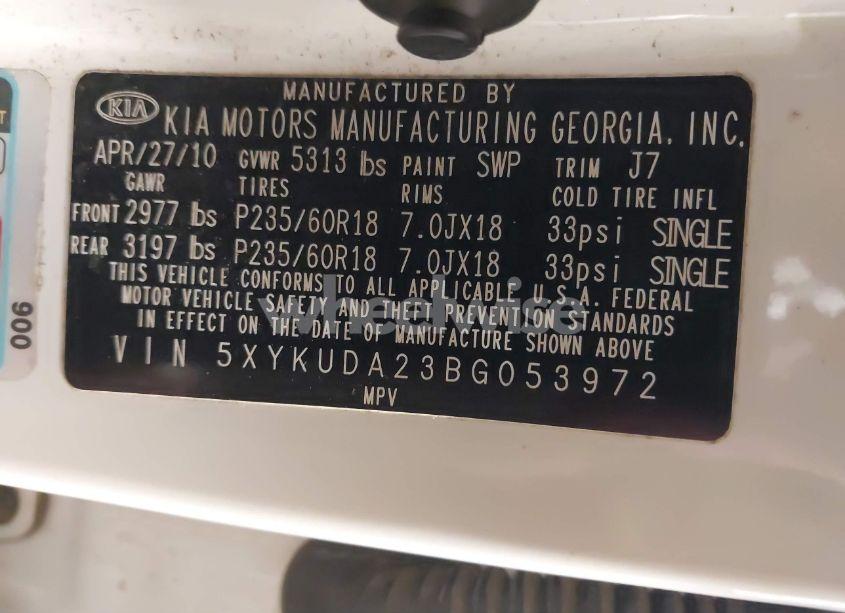 MANUFACTURED BY
KIA KIA MOTORS MANUFACTURING GEORGIA, INC.
APR/27/10 GVWR 5313 lbs PAINT SWP TRIM J7
GAWR TIRES RIMS COLD TIRE INFL
FRONT 2977 lbs P235/60R18 7.0JX18 33psi SINGLE
REAR 3197 lbs P235/60R18 7.0JX18 33psi SINGLE
THIS VEHICLE CONFORMS TO ALL APPLICABLE U.S.A. FEDERAL
MOTOR VEHICLE SAFETY AND THEFT PREVENTION STANDARDS
IN EFFECT ON THE DATE OF MANUFACTURE SHOWN ABOVE
VIN 5XYKUDA23BG053972
MPV
006
wheelwise